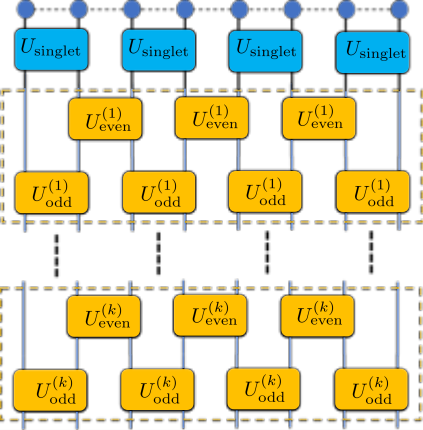 U_singlet U_singlet U_singlet U_singlet
U_even^(1) U_even^(1) U_even^(1)
U_odd^(1) U_odd^(1) U_odd^(1) U_odd^(1)
U_even^(k) U_even^(k) U_even^(k)
U_odd^(k) U_odd^(k) U_odd^(k) U_odd^(k)